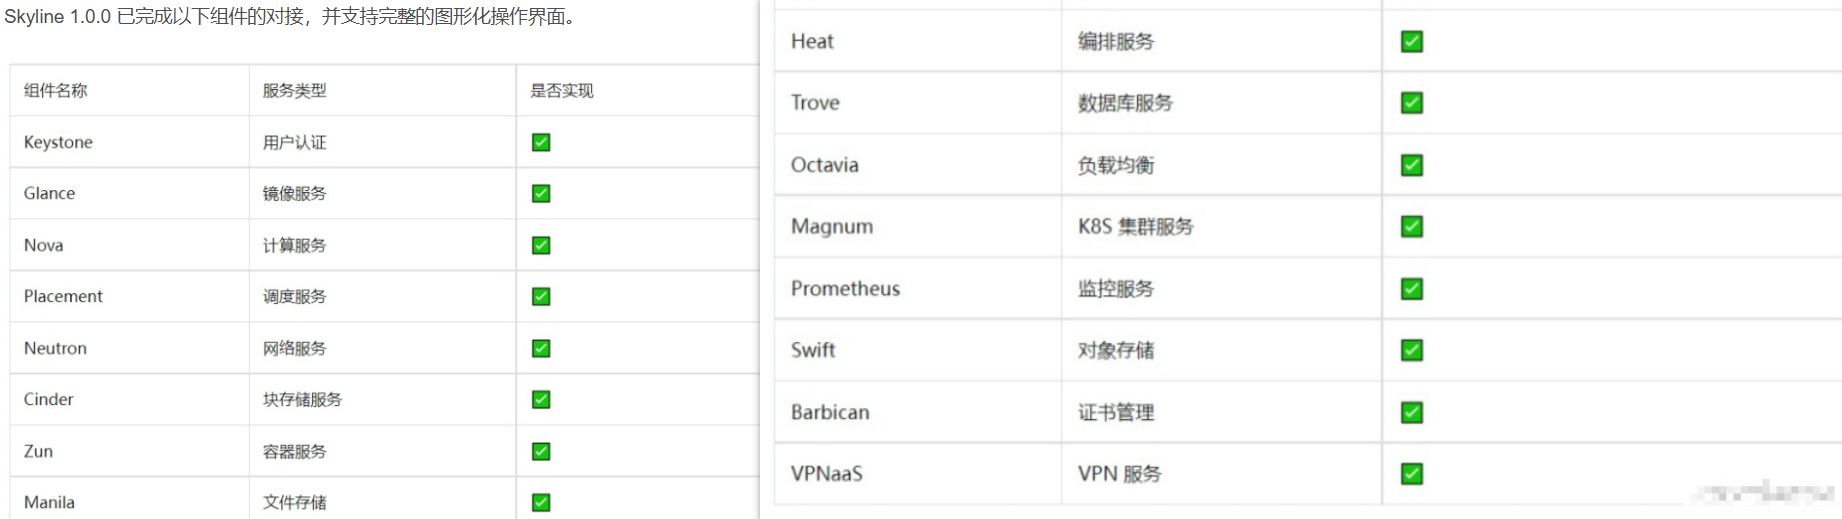 Skyline 1.0.0 已完成以下组件的对接，并支持完整的图形化操作界面。
组件名称 服务类型 是否实现
Keystone 用户认证 ✅
Glance 镜像服务 ✅
Nova 计算服务 ✅
Placement 调度服务 ✅
Neutron 网络服务 ✅
Cinder 块存储服务 ✅
Zun 容器服务 ✅
Manila 文件存储 ✅
Heat 编排服务 ✅
Trove 数据库服务 ✅
Octavia 负载均衡 ✅
Magnum K8S 集群服务 ✅
Prometheus 监控服务 ✅
Swift 对象存储 ✅
Barbican 证书管理 ✅
VPNaaS VPN 服务 ✅